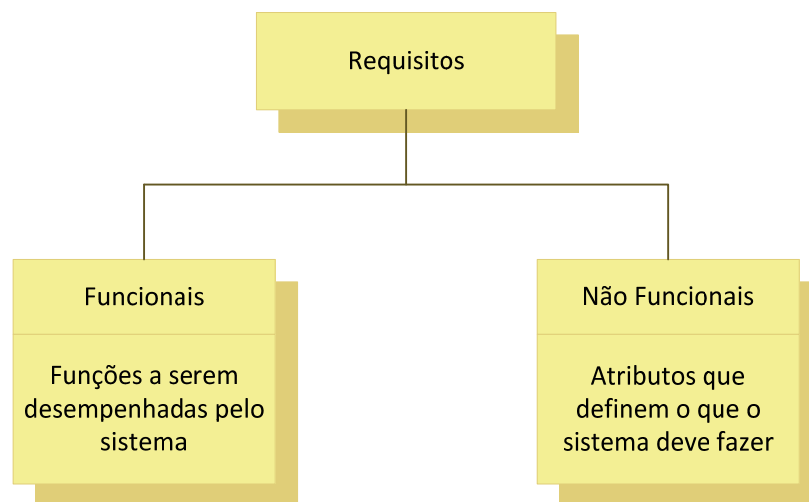 Requisitos
Funcionais
Funções a serem
desempenhadas pelo
sistema
Não Funcionais
Atributos que
definem o que o
sistema deve fazer